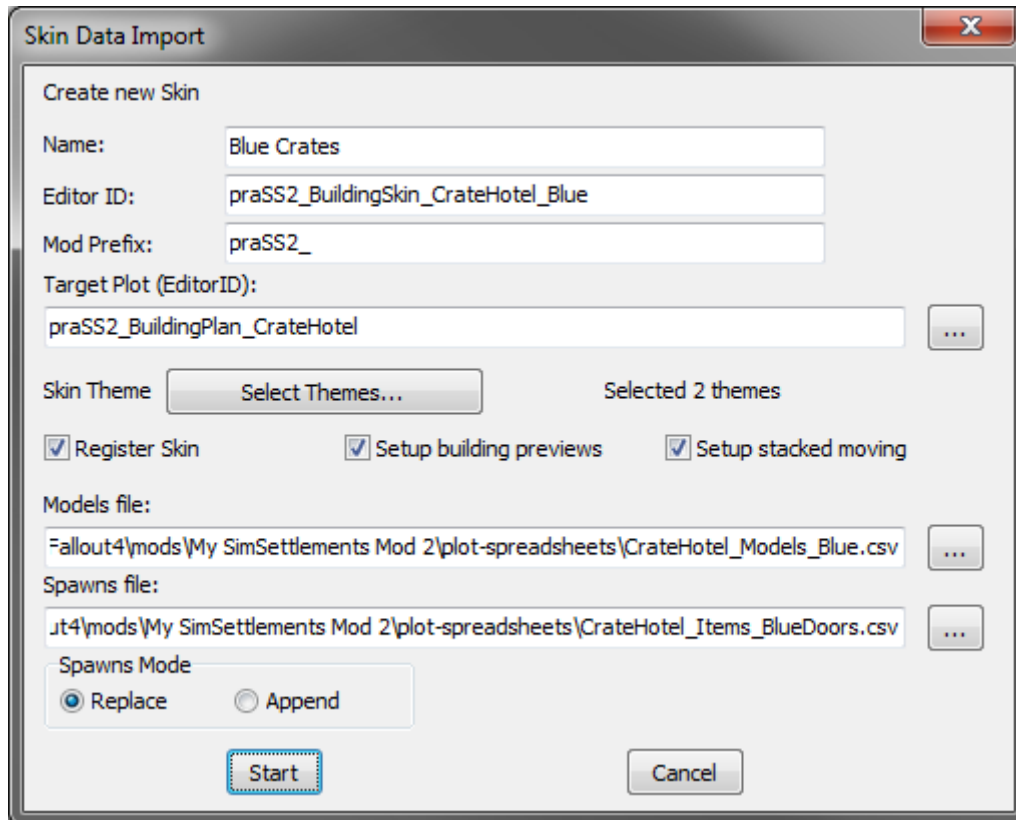 Skin Data Import
Create new Skin
Name: Blue Crates
Editor ID: praSS2_BuildingSkin_CrateHotel_Blue
Mod Prefix: praSS2_
Target Plot (EditorID):
praSS2_BuildingPlan_CrateHotel ...
Skin Theme Select Themes... Selected 2 themes
Register Skin Setup building previews Setup stacked moving
Models file:
Fallout4\mods\My SimSettlements Mod 2\plot-spreadsheets\CrateHotel_Models_Blue.csv ...
Spawns file:
ut4\mods\My SimSettlements Mod 2\plot-spreadsheets\CrateHotel_Items_BlueDoors.csv ...
Spawns Mode
Replace Append
Start Cancel